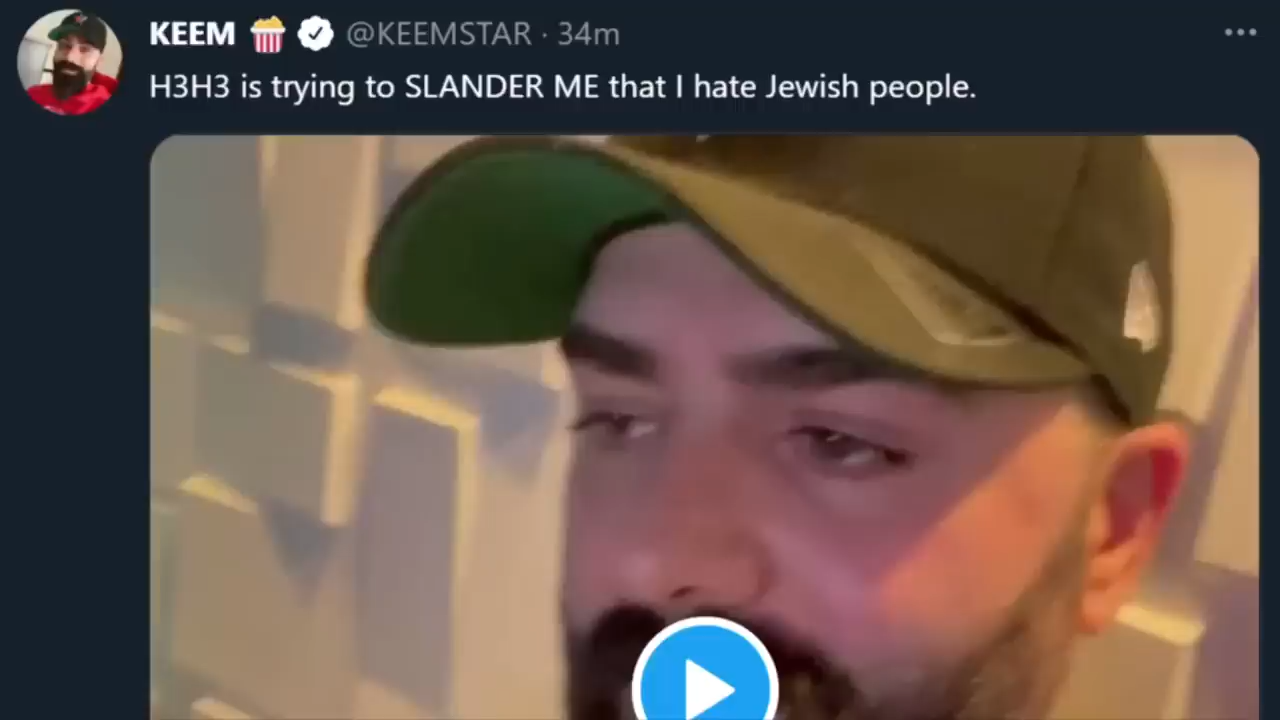 KEEM 🍿 @KEEMSTAR · 34m
H3H3 is trying to SLANDER ME that I hate Jewish people.